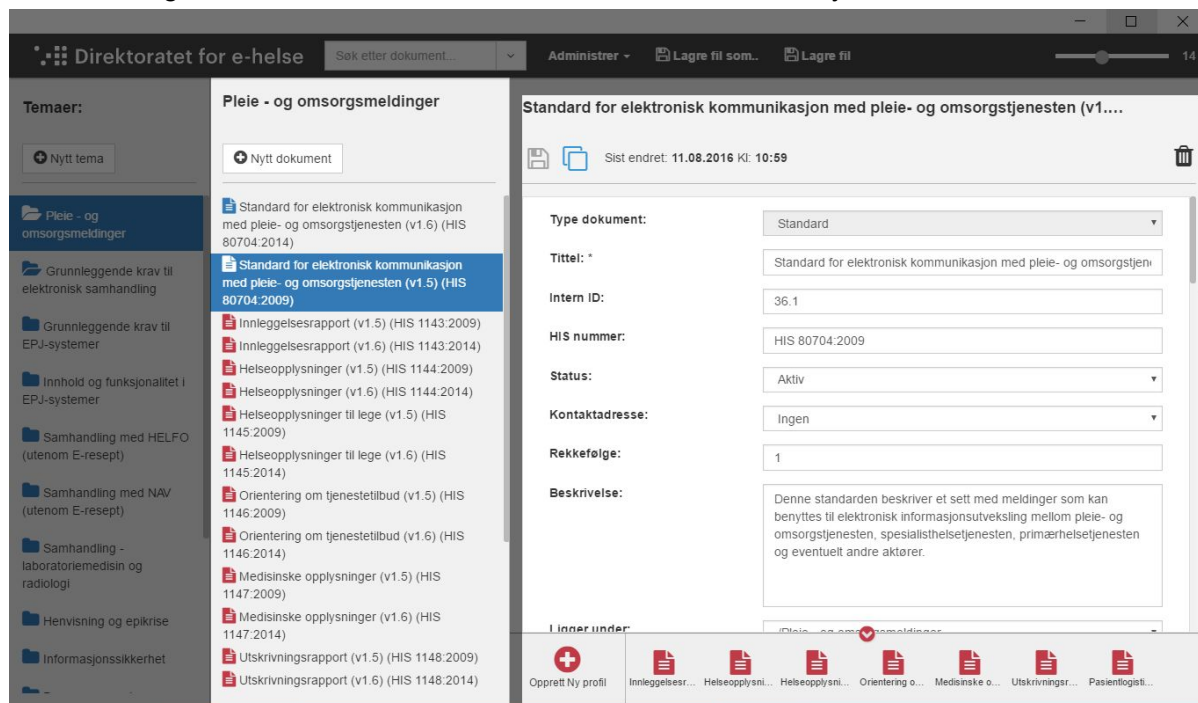 Direktoratet for e-helse
Søk etter dokument...
Administrer
Lagre fil som..
Lagre fil
14
Temaer:
Nytt tema
Pleie - og
omsorgsmeldinger
Grunnleggende krav til
elektronisk samhandling
Grunnleggende krav til
EPJ-systemer
Innhold og funksjonalitet i
EPJ-systemer
Samhandling med HELFO
(utenom E-resept)
Samhandling med NAV
(utenom E-resept)
Samhandling -
laboratoriemedisin og
radiologi
Henvisning og epikrise
Informasjonssikkerhet
Pleie - og omsorgsmeldinger
Nytt dokument
Standard for elektronisk kommunikasjon
med pleie- og omsorgstjenesten (v1.6) (HIS
80704:2014)
Standard for elektronisk kommunikasjon
med pleie- og omsorgstjenesten (v1.5) (HIS
80704:2009)
Innleggelsesrapport (v1.5) (HIS 1143:2009)
Innleggelsesrapport (v1.6) (HIS 1143:2014)
Helseopplysninger (v1.5) (HIS 1144:2009)
Helseopplysninger (v1.6) (HIS 1144:2014)
Helseopplysninger til lege (v1.5) (HIS
1145:2009)
Helseopplysninger til lege (v1.6) (HIS
1145:2014)
Orientering om tjenestetilbud (v1.5) (HIS
1146:2009)
Orientering om tjenestetilbud (v1.6) (HIS
1146:2014)
Medisinske opplysninger (v1.5) (HIS
1147:2009)
Medisinske opplysninger (v1.6) (HIS
1147:2014)
Utskrivningsrapport (v1.5) (HIS 1148:2009)
Utskrivningsrapport (v1.6) (HIS 1148:2014)
Standard for elektronisk kommunikasjon med pleie- og omsorgstjenesten (v1....
Sist endret: 11.08.2016 Kl: 10:59
Type dokument:
Standard
Tittel: *
Standard for elektronisk kommunikasjon med pleie- og omsorgstjen
Intern ID:
36.1
HIS nummer:
HIS 80704:2009
Status:
Aktiv
Kontaktadresse:
Ingen
Rekkefølge:
1
Beskrivelse:
Denne standarden beskriver et sett med meldinger som kan
benyttes til elektronisk informasjonsutveksling mellom pleie- og
omsorgstjenesten, spesialisthelsetjenesten, primærhelsetjenesten
og eventuelt andre aktører.
Ligger under:
/Pleie - og omsorgsmeldinger
Opprett Ny profil
Innleggelsesr...
Helseopplysni...
Helseopplysni...
Orientering o...
Medisinske o...
Utskrivningsr...
Pasientlogisti...